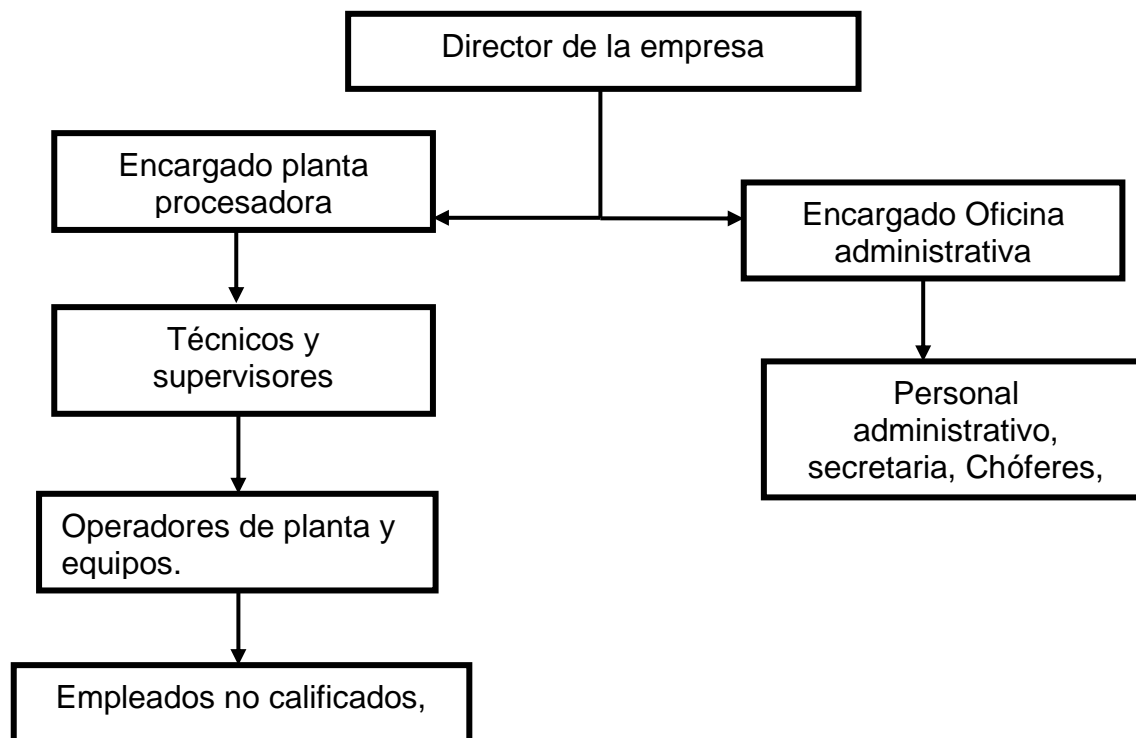 Director de la empresa
Encargado planta
procesadora
Encargado Oficina
administrativa
Técnicos y
supervisores
Personal
administrativo,
secretaria, Chóferes,
Operadores de planta y
equipos.
Empleados no calificados,